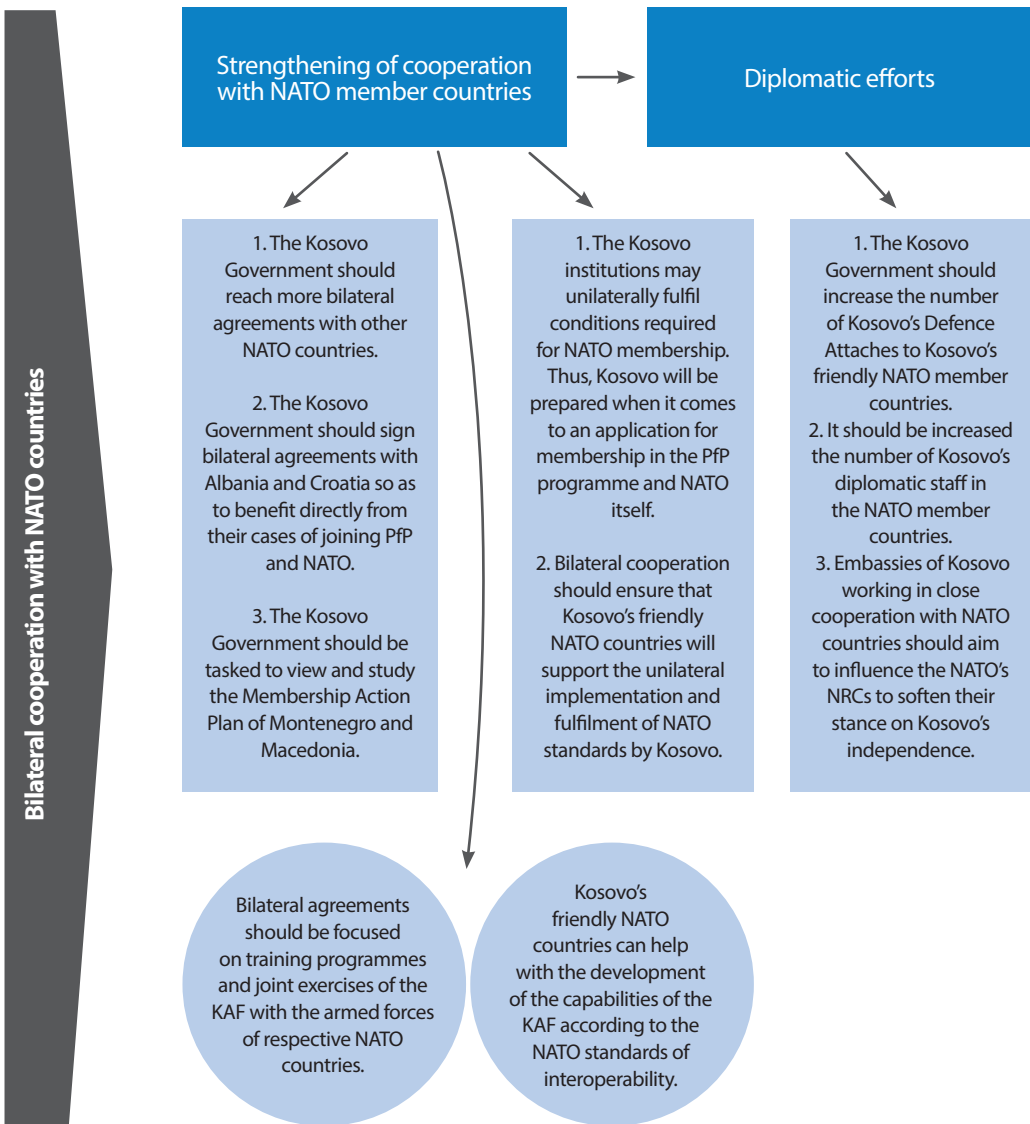 Bilateral cooperation with NATO countries
Strengthening of cooperation
with NATO member countries
Diplomatic efforts
1. The Kosovo
Government should
reach more bilateral
agreements with other
NATO countries.
2. The Kosovo
Government should sign
bilateral agreements with
Albania and Croatia so as
to benefit directly from
their cases of joining PfP
and NATO.
3. The Kosovo
Government should be
tasked to view and study
the Membership Action
Plan of Montenegro and
Macedonia.
1. The Kosovo
institutions may
unilaterally fulfil
conditions required
for NATO membership.
Thus, Kosovo will be
prepared when it comes
to an application for
membership in the PfP
programme and NATO
itself.
2. Bilateral cooperation
should ensure that
Kosovo's friendly
NATO countries will
support the unilateral
implementation and
fulfilment of NATO
standards by Kosovo.
1. The Kosovo
Government should
increase the number
of Kosovo's Defence
Attaches to Kosovo's
friendly NATO member
countries.
2. It should be increased
the number of Kosovo's
diplomatic staff in
the NATO member
countries.
3. Embassies of Kosovo
working in close
cooperation with NATO
countries should aim
to influence the NATO's
NRCs to soften their
stance on Kosovo's
independence.
Bilateral agreements
should be focused
on training programmes
and joint exercises of the
KAF with the armed forces
of respective NATO
countries.
Kosovo's
friendly NATO
countries can help
with the development
of the capabilities of the
KAF according to the
NATO standards of
interoperability.